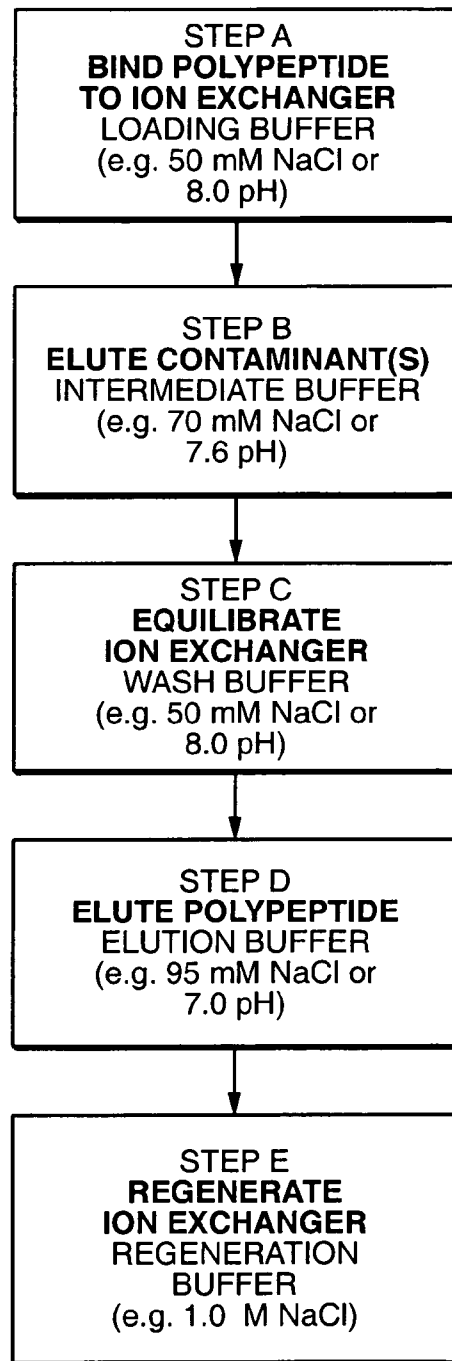 STEP A
BIND POLYPEPTIDE
TO ION EXCHANGER
LOADING BUFFER
(e.g. 50 mM NaCl or
8.0 pH)
STEP B
ELUTE CONTAMINANT(S)
INTERMEDIATE BUFFER
(e.g. 70 mM NaCl or
7.6 pH)
STEP C
EQUILIBRATE
ION EXCHANGER
WASH BUFFER
(e.g. 50 mM NaCl or
8.0 pH)
STEP D
ELUTE POLYPEPTIDE
ELUTION BUFFER
(e.g. 95 mM NaCl or
7.0 pH)
STEP E
REGENERATE
ION EXCHANGER
REGENERATION
BUFFER
(e.g. 1.0 M NaCl)